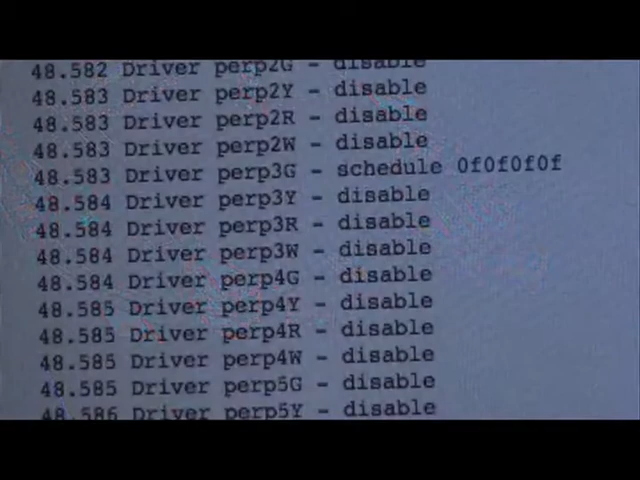 48.582 Driver perp2G - disable
48.583 Driver perp2Y - disable
48.583 Driver perp2R - disable
48.583 Driver perp2W - disable
48.583 Driver perp3G - schedule 0f0f0f0f
48.584 Driver perp3Y - disable
48.584 Driver perp3R - disable
48.584 Driver perp3W - disable
48.584 Driver perp4G - disable
48.585 Driver perp4Y - disable
48.585 Driver perp4R - disable
48.585 Driver perp4W - disable
48.585 Driver perp5G - disable
48.586 Driver perp5Y - disable